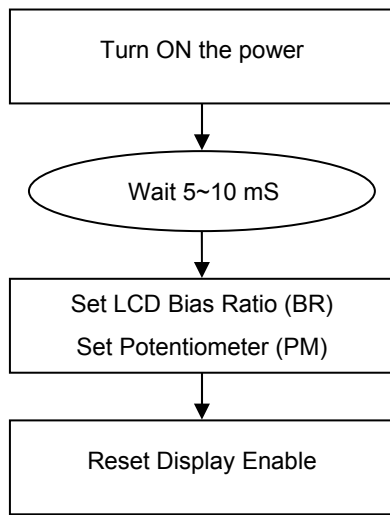 Turn ON the power
Wait 5~10 mS
Set LCD Bias Ratio (BR)
Set Potentiometer (PM)
Reset Display Enable